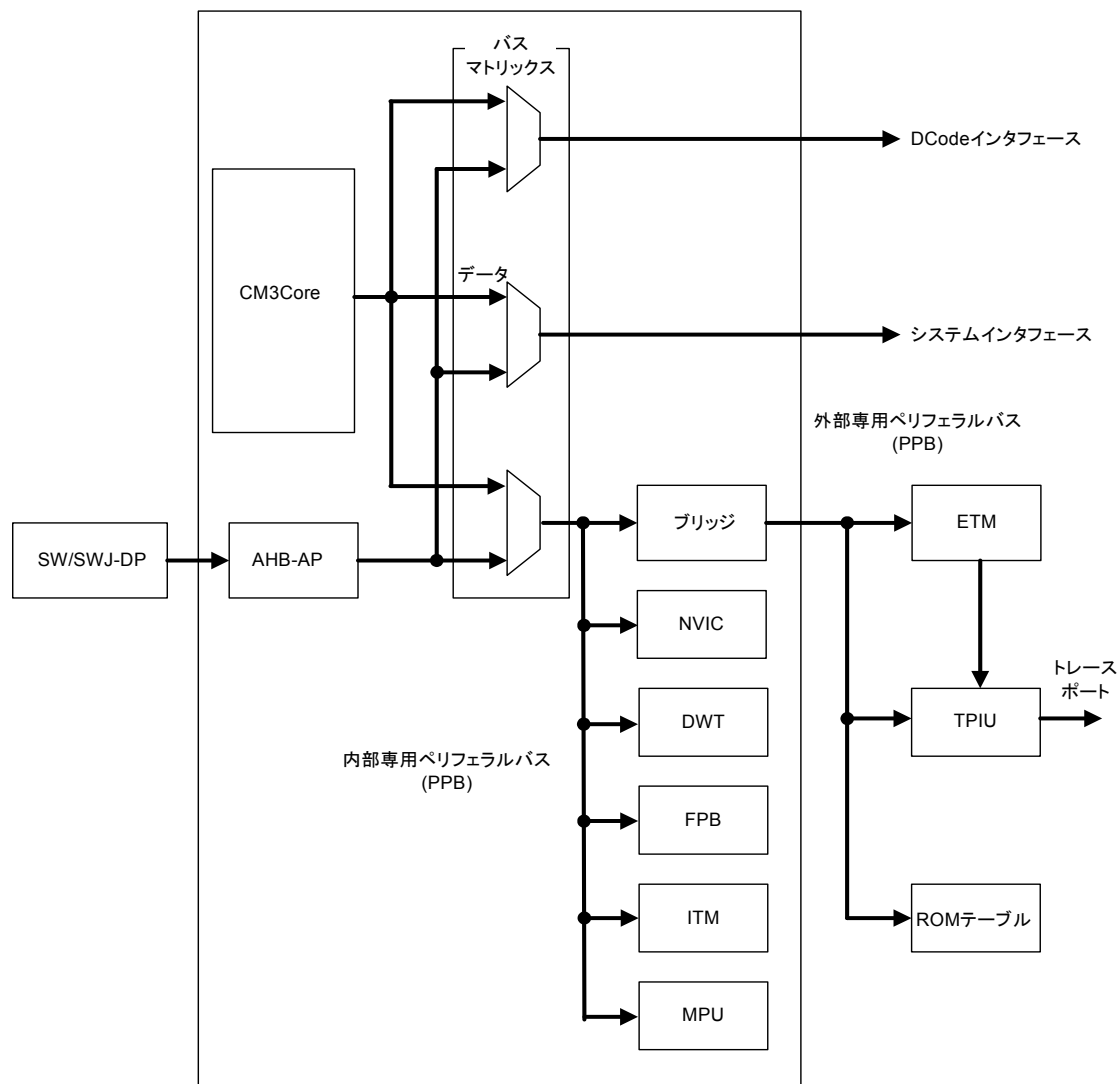 バス
マトリックス
DCodeインタフェース
CM3Core
データ
システムインタフェース
外部専用ペリフェラルバス
(PPB)
SW/SWJ-DP
AHB-AP
ブリッジ
ETM
NVIC
トレース
ポート
DWT
TPIU
内部専用ペリフェラルバス
(PPB)
FPB
ITM
ROMテーブル
MPU